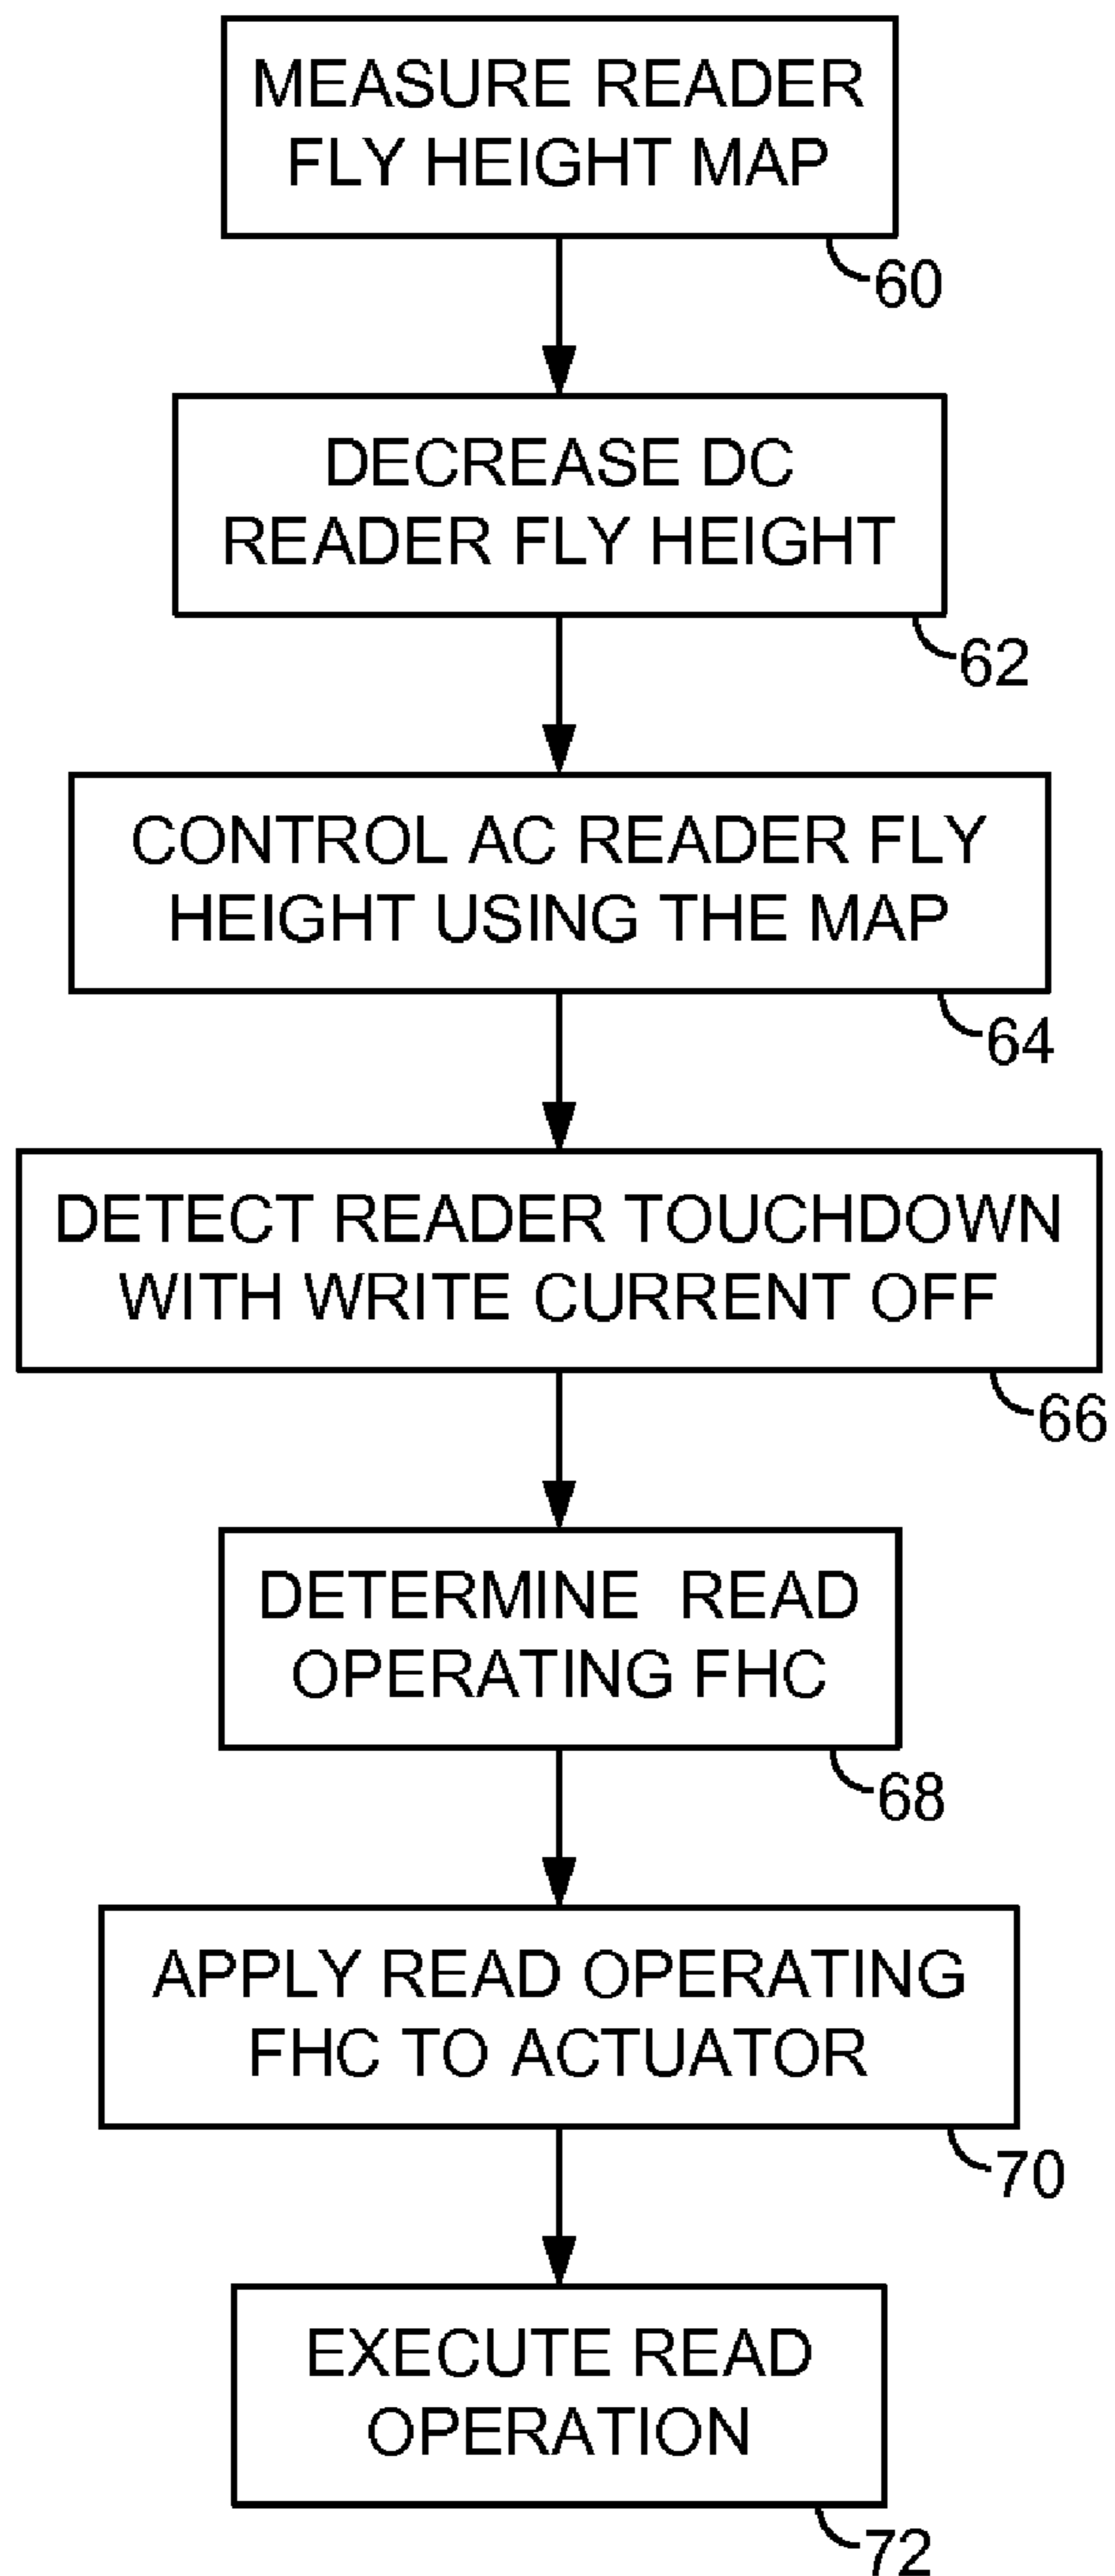 MEASURE READER
FLY HEIGHT MAP
60
DECREASE DC
READER FLY HEIGHT
62
CONTROL AC READER FLY
HEIGHT USING THE MAP
64
DETECT READER TOUCHDOWN
WITH WRITE CURRENT OFF
66
DETERMINE READ
OPERATING FHC
68
APPLY READ OPERATING
FHC TO ACTUATOR
70
EXECUTE READ
OPERATION
72